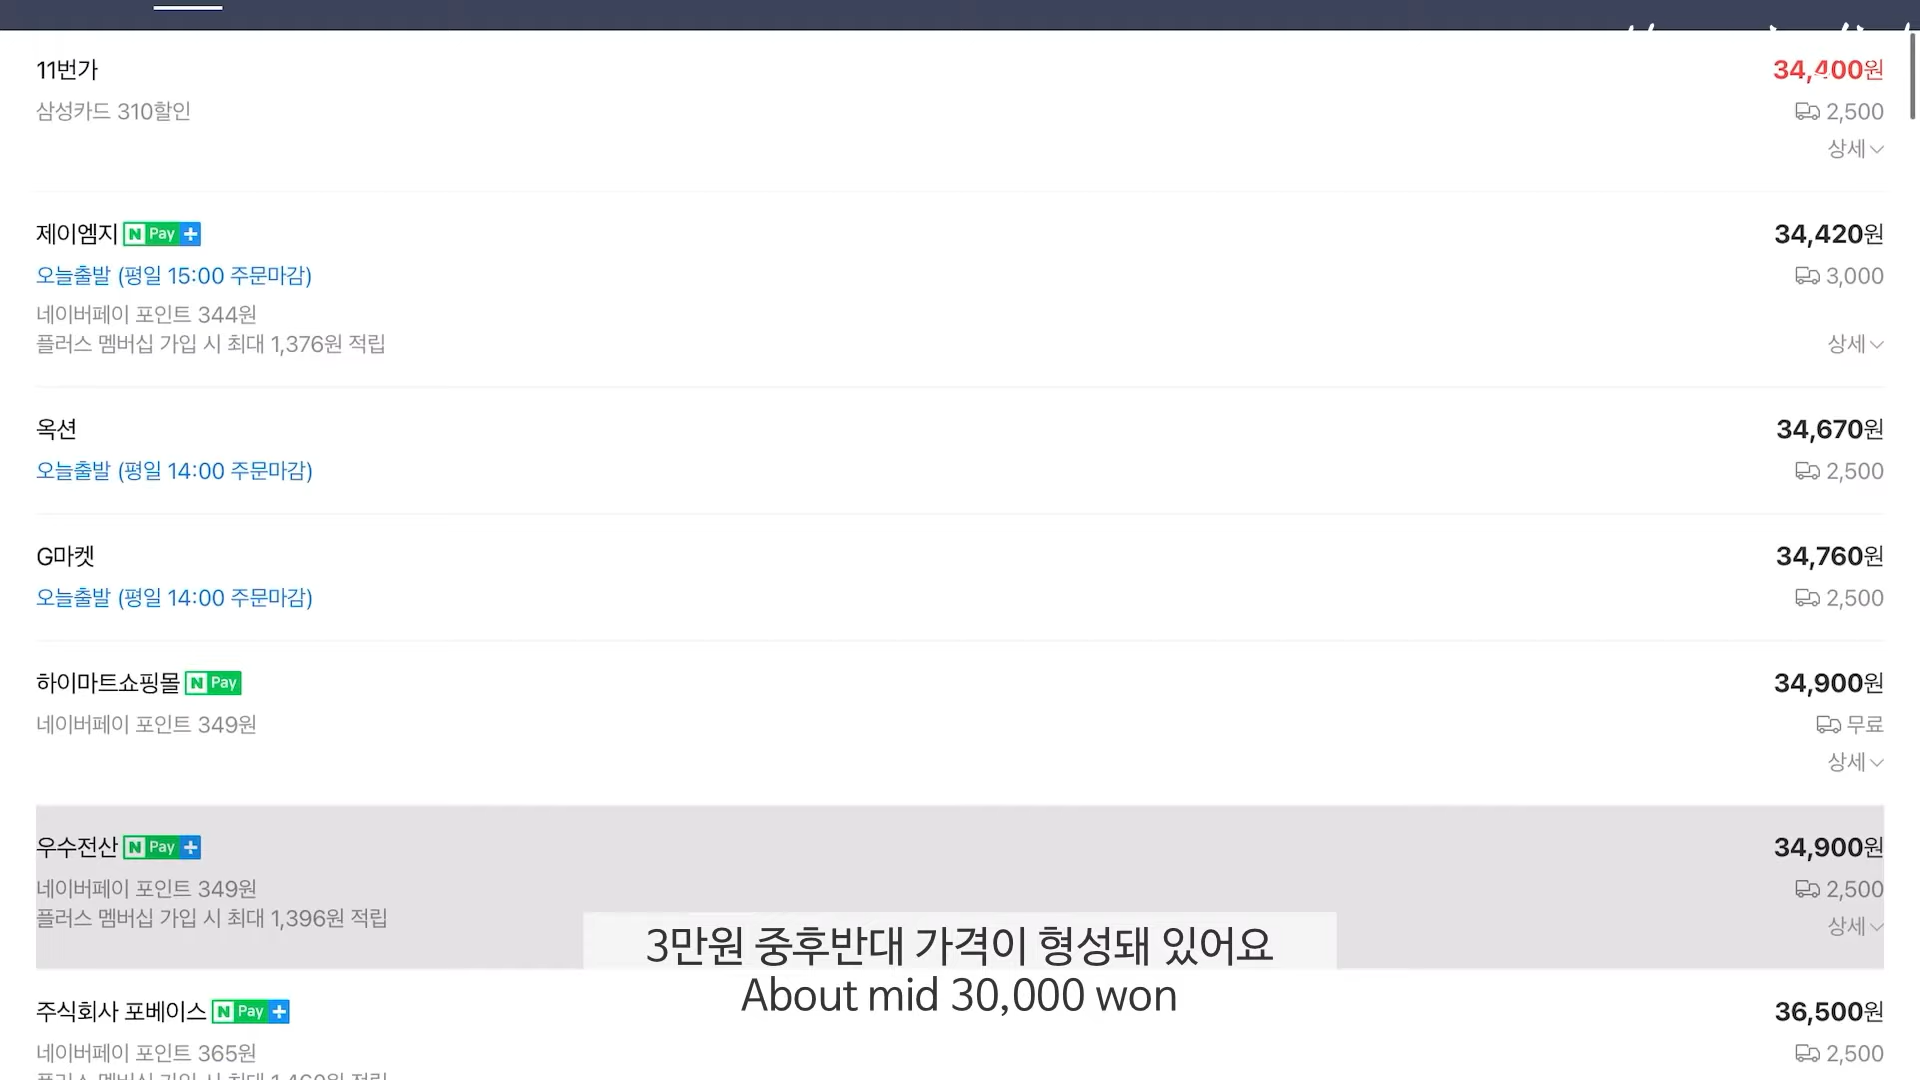 11번가
34,400원
삼성카드 310할인
2,500
상세
제이엠지 N Pay +
34,420원
오늘출발 (평일 15:00 주문마감)
3,000
네이버페이 포인트 344원
플러스 멤버십 가입 시 최대 1,376원 적립
상세
옥션
34,670원
오늘출발 (평일 14:00 주문마감)
2,500
G마켓
34,760원
오늘출발 (평일 14:00 주문마감)
2,500
하이마트쇼핑몰 N Pay
34,900원
네이버페이 포인트 349원
무료
상세
우수전산 N Pay +
34,900원
네이버페이 포인트 349원
2,500
플러스 멤버십 가입 시 최대 1,396원 적립
상세
3만원 중후반대 가격이 형성돼 있어요
About mid 30,000 won
주식회사 포베이스 N Pay +
36,500원
네이버페이 포인트 365원
2,500